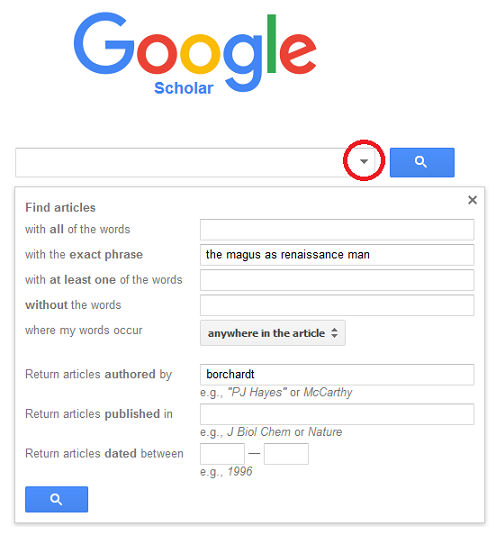 Google
Scholar
Find articles
with all of the words
with the exact phrase the magus as renaissance man
with at least one of the words
without the words
where my words occur anywhere in the article
Return articles authored by borchardt
e.g., "PJ Hayes" or McCarthy
Return articles published in
e.g., J Biol Chem or Nature
Return articles dated between —
e.g., 1996